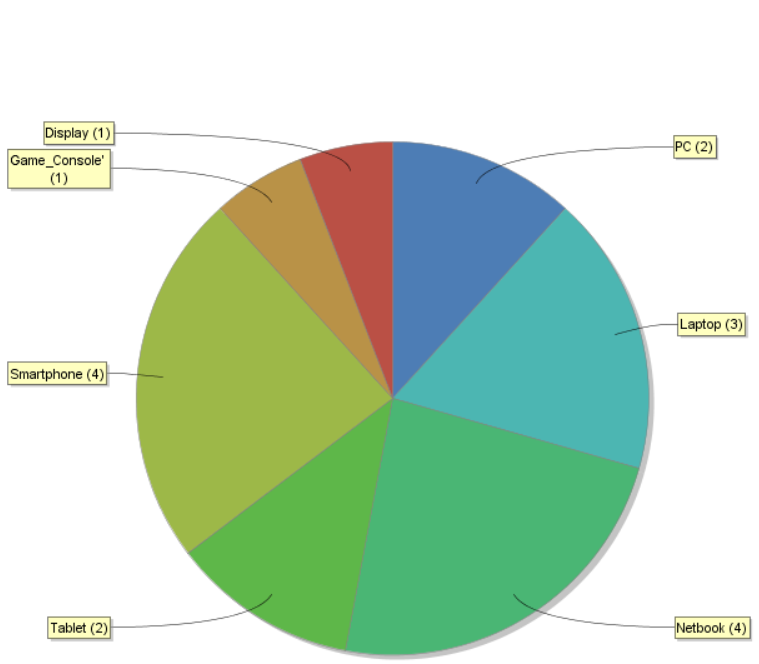 Display (1)
PC (2)
Game_Console'
(1)
Laptop (3)
Smartphone (4)
Tablet (2)
Netbook (4)